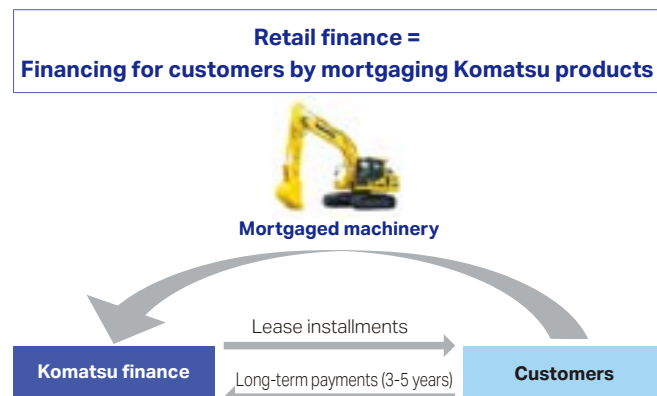 Retail finance =
Financing for customers by mortgaging Komatsu products
Mortgaged machinery
Lease installments
Komatsu finance
Long-term payments (3-5 years)
Customers